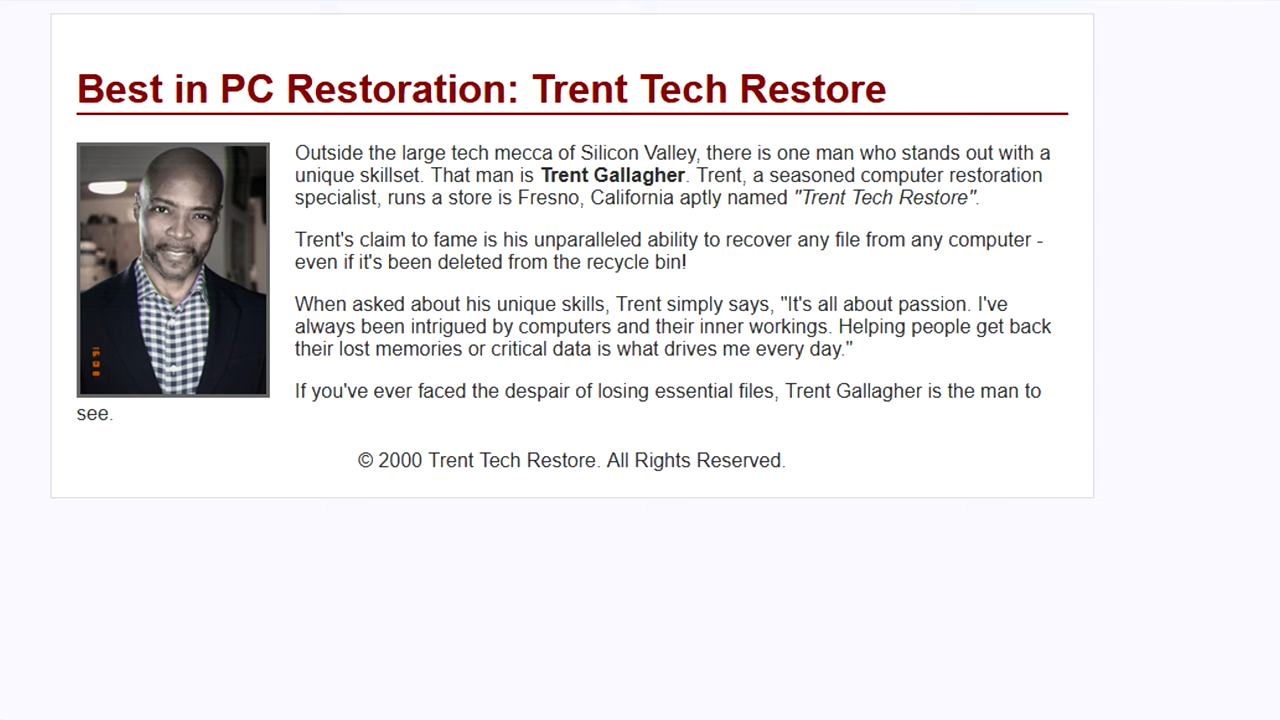 Best in PC Restoration: Trent Tech Restore
Outside the large tech mecca of Silicon Valley, there is one man who stands out with a
unique skillset. That man is Trent Gallagher. Trent, a seasoned computer restoration
specialist, runs a store is Fresno, California aptly named "Trent Tech Restore".
Trent's claim to fame is his unparalleled ability to recover any file from any computer -
even if it's been deleted from the recycle bin!
When asked about his unique skills, Trent simply says, "It's all about passion. I've
always been intrigued by computers and their inner workings. Helping people get back
their lost memories or critical data is what drives me every day."
If you've ever faced the despair of losing essential files, Trent Gallagher is the man to
see.
© 2000 Trent Tech Restore. All Rights Reserved.